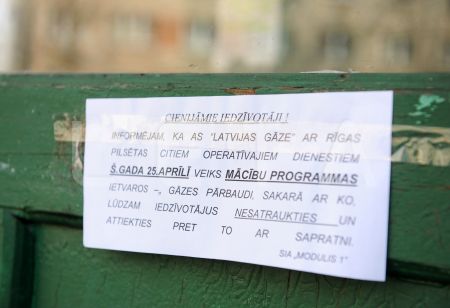 CIENIJAMIE IEDZĪVOTĀJI !
INFORMĒJAM, KA AS "LATVIJAS GĀZE" AR RĪGAS
PILSĒTAS CITIEM OPERATĪVAJIEM DIENESTIEM
Š.GADA 25.APRĪLĪ VEIKS MĀCĪBU PROGRAMMAS
IETVAROS –, GĀZES PĀRBAUDI. SAKARĀ AR KO,
LŪDZAM IEDZĪVOTĀJUS NESATRAUKTIES UN
ATTIEKTIES PRET TO AR SAPRATNI.
SIA „MODULIS 1"